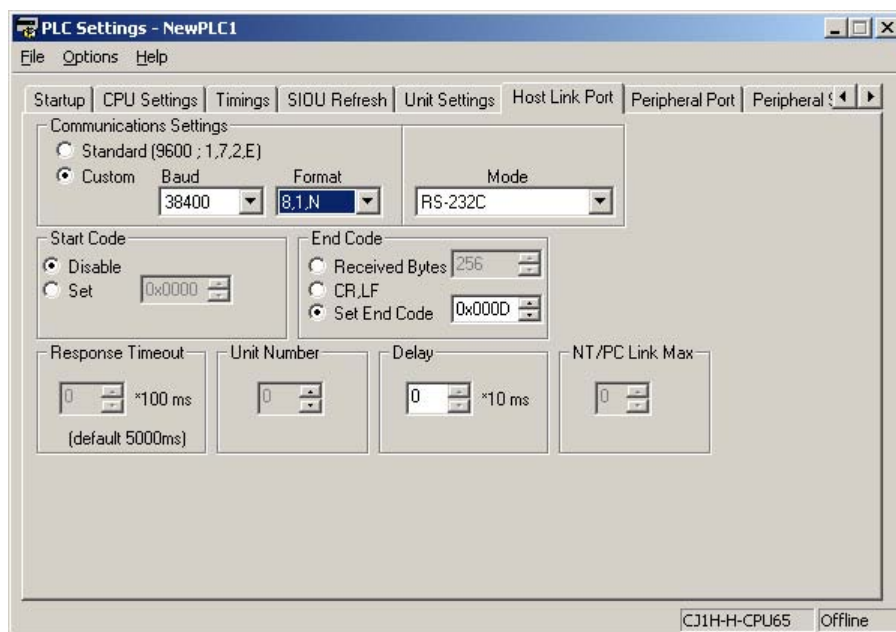 PLC Settings - NewPLC1
File Options Help
Startup CPU Settings Timings SIOU Refresh Unit Settings Host Link Port Peripheral Port Peripheral
Communications Settings
Standard (9600 ; 1,7,2,E)
Custom Baud Format Mode
38400 8,1,N RS-232C
Start Code End Code
Disable Received Bytes 256
Set 0x0000 CR,LF
Set End Code 0x000D
Response Timeout Unit Number Delay NT/PC Link Max
0 *100 ms 0 0 *10 ms 0
(default 5000ms)
CJ1H-H-CPU65 Offline